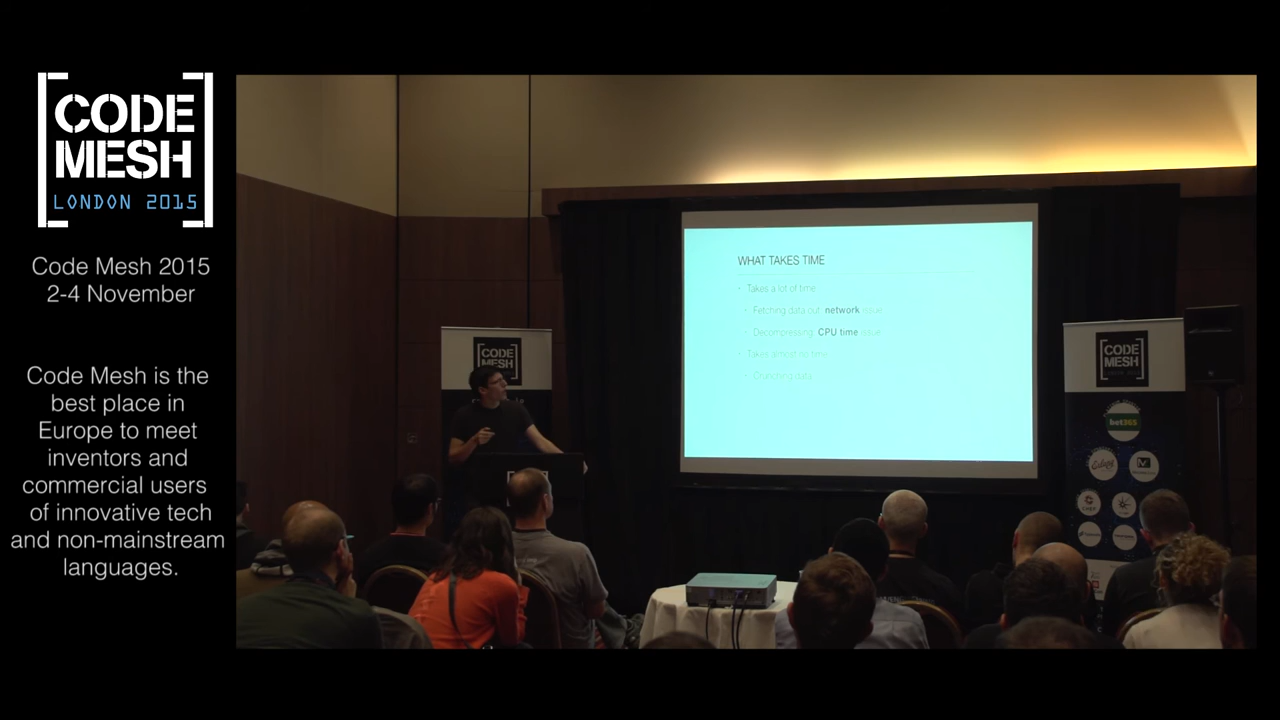 CODE
MESH
LONDON 2015
Code Mesh 2015
2-4 November
Code Mesh is the
best place in
Europe to meet
inventors and
commercial users
of innovative tech
and non-mainstream
languages.
WHAT TAKES TIME
Takes a lot of time
Fetching data out: network issue
Decompressing: CPU time issue
Takes almost no time
Crunching data
CODE
MESH
CODE
MESH
bet365